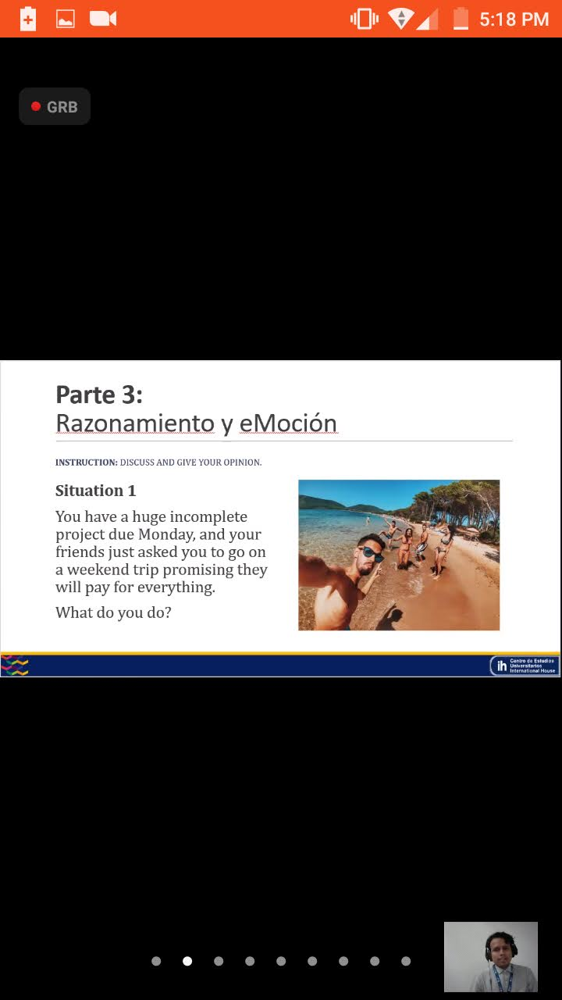 5:18 PM
GRB
Parte 3:
Razonamiento y eMoción
INSTRUCTION: DISCUSS AND GIVE YOUR OPINION.
Situation 1
You have a huge incomplete
project due Monday, and your
friends just asked you to go on
a weekend trip promising they
will pay for everything.
What do you do?
ih
Centro de Estudios
Universitarios
International House